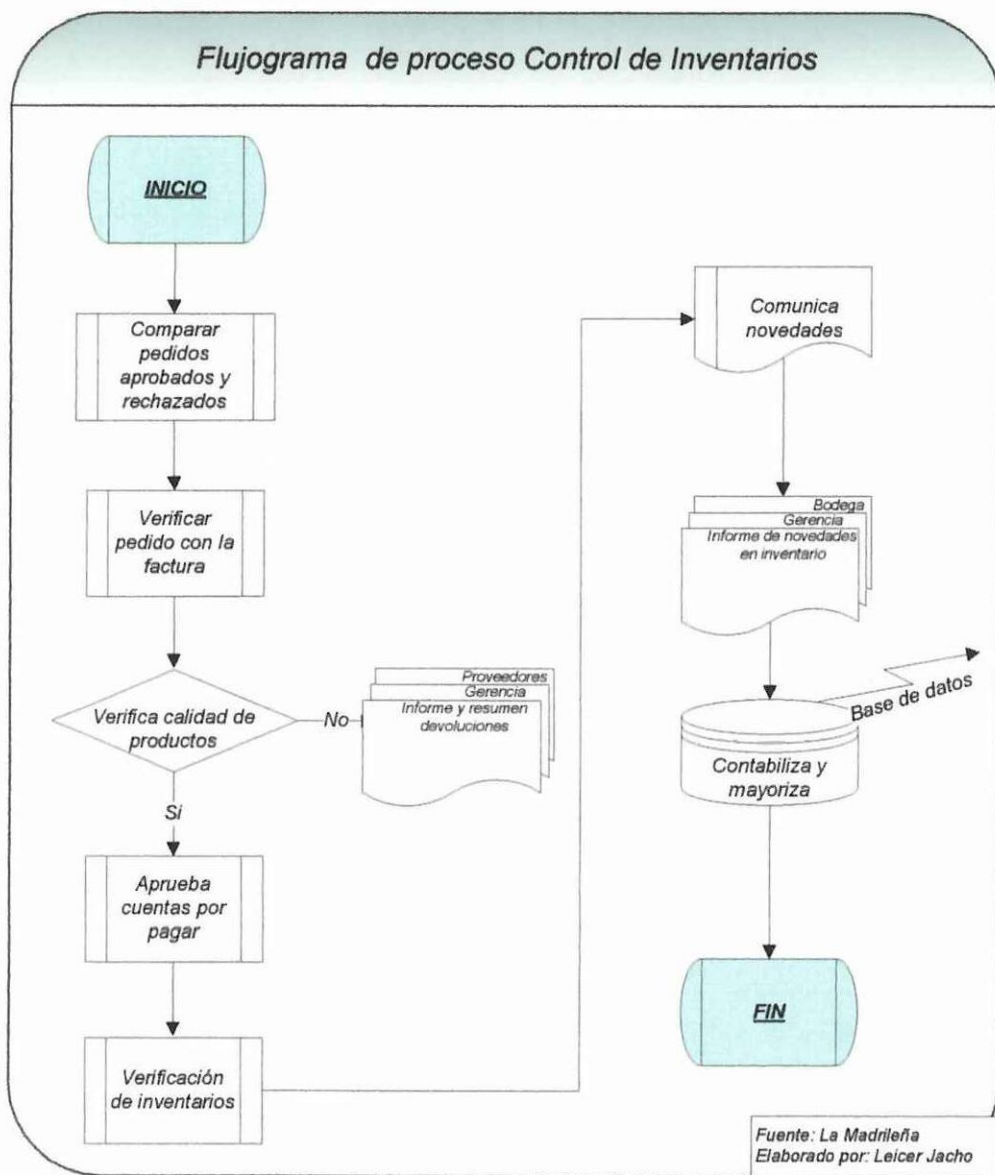 Flujograma de proceso Control de Inventarios
INICIO
Comparar
pedidos
aprobados y
rechazados
Verificar
pedido con la
factura
Verifica calidad de
productos
No
Proveedores
Gerencia
Informe y resumen
devoluciones
Si
Aprueba
cuentas por
pagar
Verificación
de inventarios
Comunica
novedades
Bodega
Gerencia
Informe de novedades
en inventario
Base de datos
Contabiliza y
mayoriza
FIN
Fuente: La Madrileña
Elaborado por: Leicer Jacho